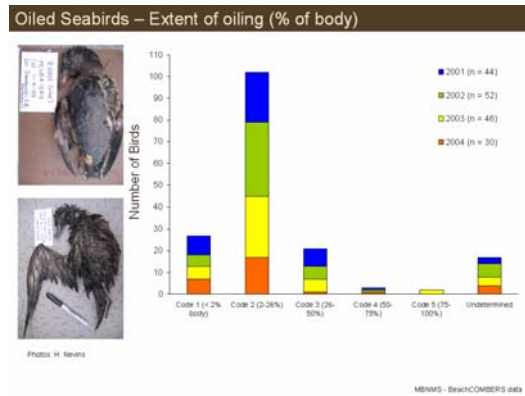 Oiled Seabirds – Extent of oiling (% of body)
110
100
90
80
70
60
50
40
30
20
10
0
Number of Birds
2001 (n = 44)
2002 (n = 52)
2003 (n = 46)
2004 (n = 30)
Code 1 (< 2%
body)
Code 2 (2-26%)
Code 3 (26-
50%)
Code 4 (50-
75%)
Code 5 (75-
100%)
Undetermined
Photos: H. Nevins
MBNMS - BeachCOMBERS data